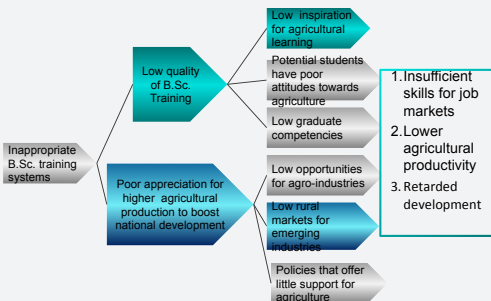 Inappropriate
B.Sc. training
systems
Low quality
of B.Sc.
Training
Poor appreciation for
higher agricultural
production to boost
national development
Low inspiration
for agricultural
learning
Potential students
have poor
attitudes towards
agriculture
Low graduate
competencies
Low opportunities
for agro-industries
Low rural
markets for
emerging
industries
Policies that offer
little support for
agriculture
1.Insufficient
skills for job
markets
2.Lower
agricultural
productivity
3. Retarded
development